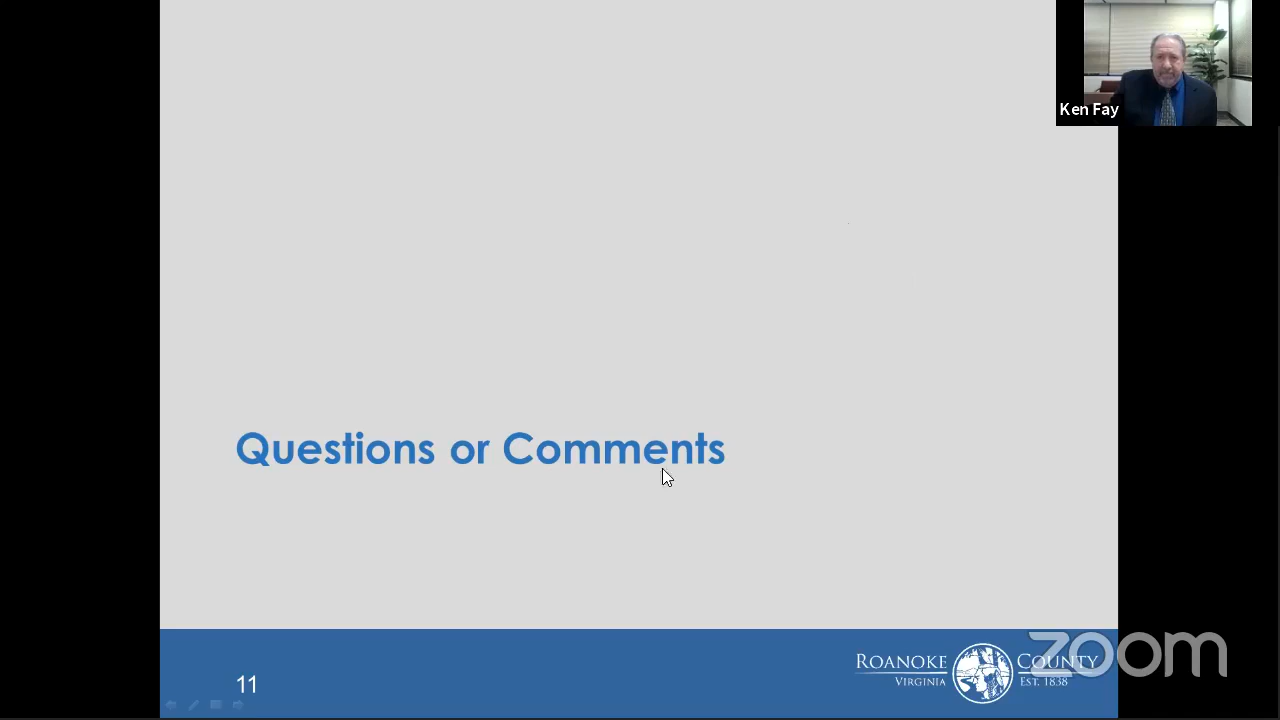 Ken Fay
Questions or Comments
11
ROANOKE COUNTY
VIRGINIA EST. 1838
zoom